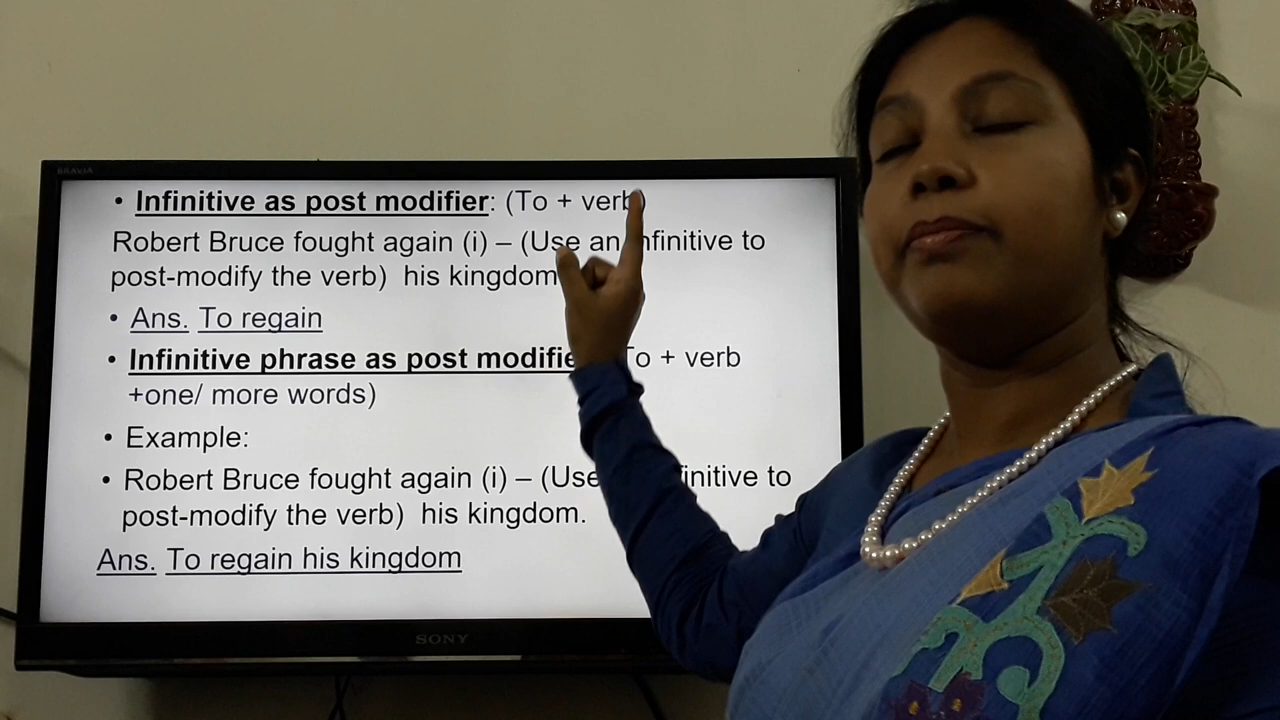 BRAVIA
• Infinitive as post modifier: (To + verb)
Robert Bruce fought again (i) – (Use an infinitive to
post-modify the verb) his kingdom
• Ans. To regain
• Infinitive phrase as post modifie To + verb
+one/ more words)
• Example:
• Robert Bruce fought again (i) – (Use initive to
post-modify the verb) his kingdom.
Ans. To regain his kingdom
SONY